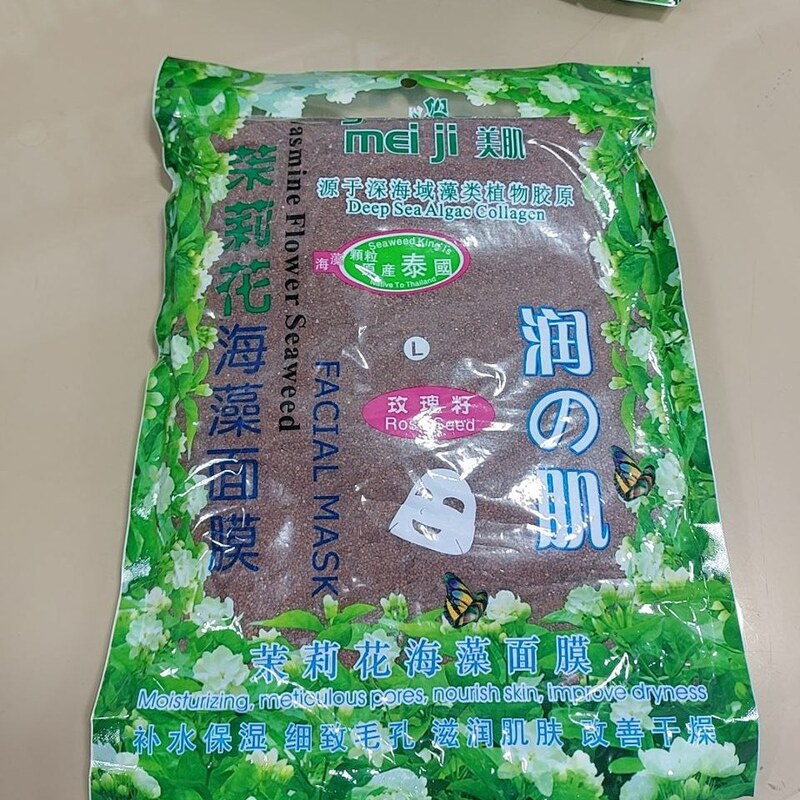 mei ji 美肌
源于深海域藻类植物胶原
Deep Sea Algae Collagen
Seaweed King Is
海藻顆粒
原産泰國
Native To Thailand
L
玫瑰籽
Rose Seed
润の肌
茉莉花海藻面膜
Jasmine Flower Seaweed
FACIAL MASK
茉莉花海藻面膜
Moisturizing, meticulous pores, nourish skin, improve dryness
补水保湿 细致毛孔 滋润肌肤 改善干燥